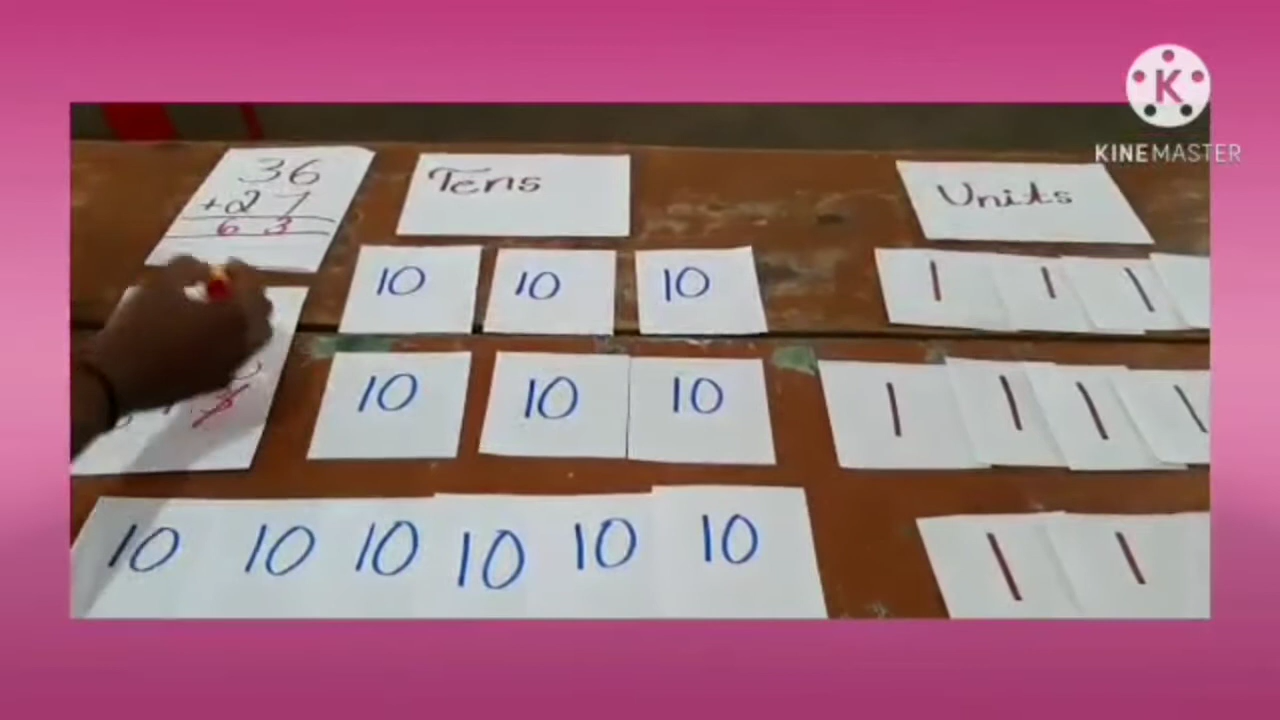 KINEMASTER
36
+27
63
Tens
Units
10 10 10 1 1 1
10 10 10 1 1 1 1
10 10 10 10 10 10 1 1